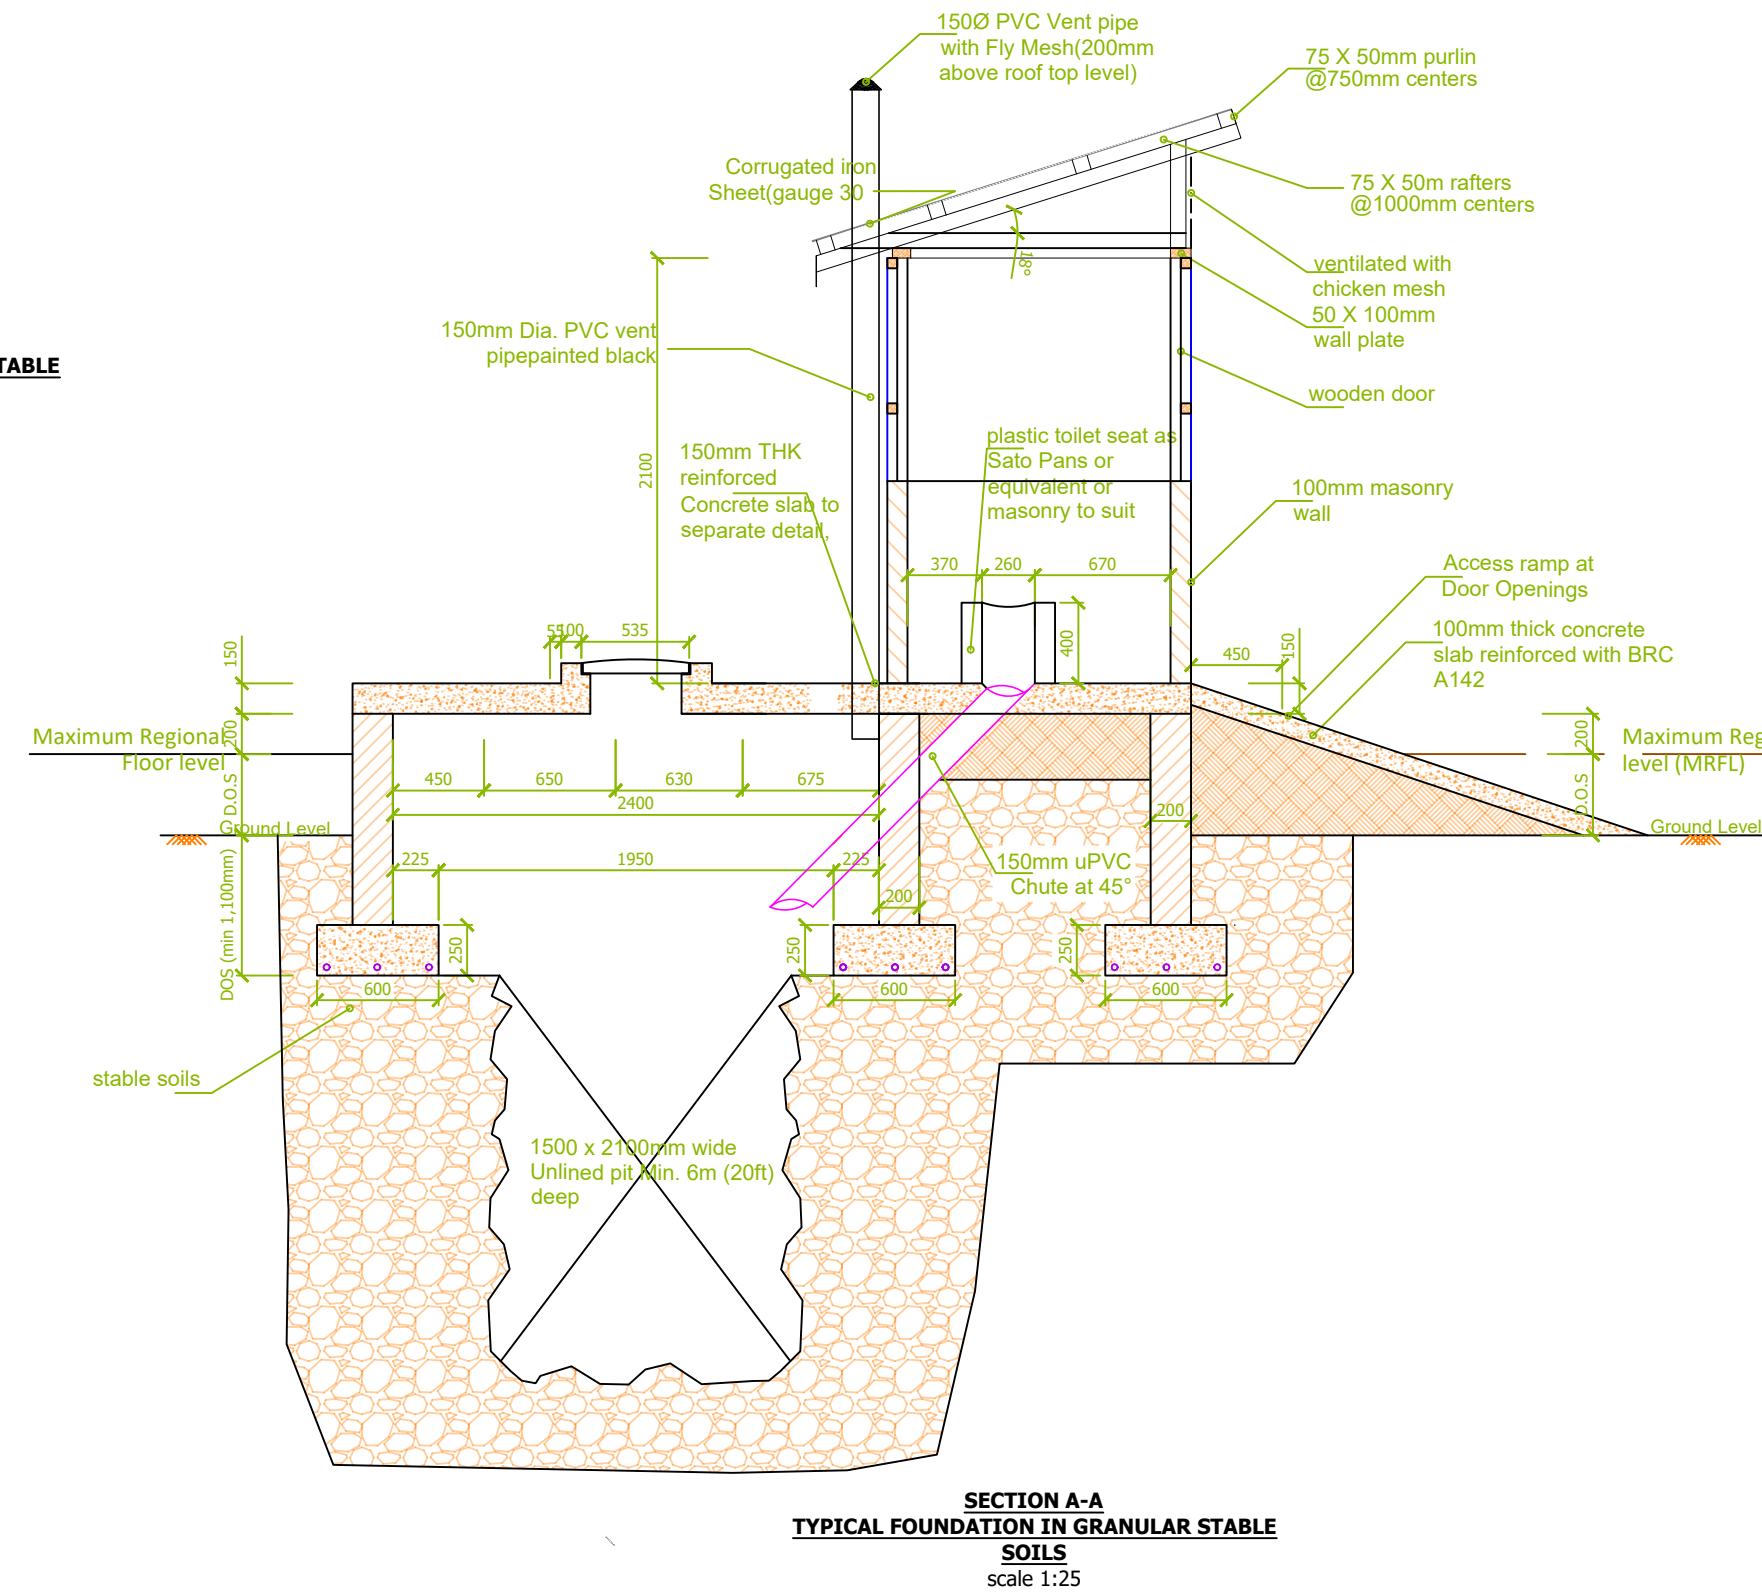 150Ø PVC Vent pipe
with Fly Mesh(200mm
above roof top level)
75 X 50mm purlin
@750mm centers
Corrugated iron
Sheet(gauge 30
75 X 50m rafters
@1000mm centers
18°
ventilated with
chicken mesh
50 X 100mm
wall plate
150mm Dia. PVC vent
pipepainted black
TABLE
wooden door
2100
150mm THK
reinforced
Concrete slab to
separate detail,
plastic toilet seat as
Sato Pans or
equivalent or
masonry to suit
100mm masonry
wall
370
260
670
Access ramp at
Door Openings
55
100
535
400
100mm thick concrete
slab reinforced with BRC
A142
450
150
150
200
Maximum Regional
Floor level
D.O.S
200
Maximum Reg
level (MRFL)
D.O.S
450
650
630
675
2400
200
Ground Level
Ground Level
225
1950
225
150mm uPVC
Chute at 45°
200
DOS (min 1,100mm)
250
250
250
600
600
600
stable soils
1500 x 2100mm wide
Unlined pit Min. 6m (20ft)
deep
SECTION A-A
TYPICAL FOUNDATION IN GRANULAR STABLE
SOILS
scale 1:25